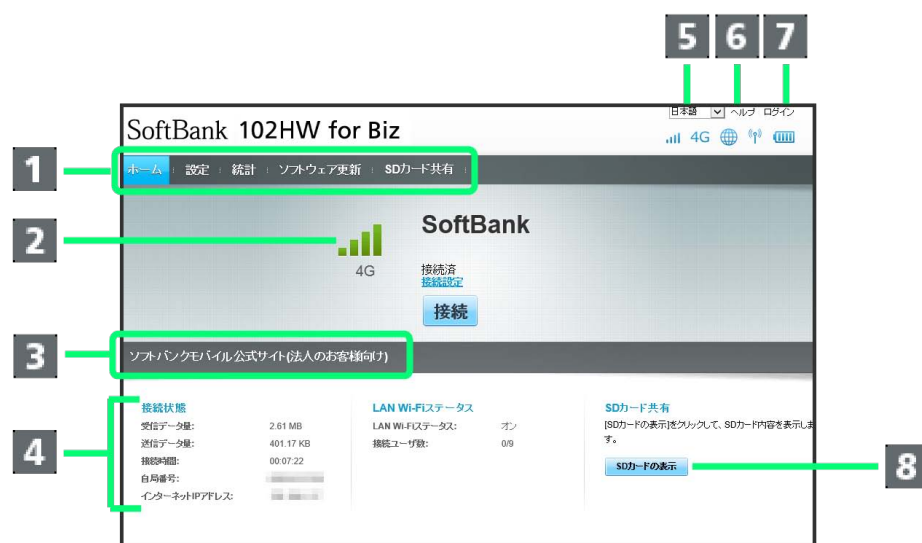 5 6 7
日本語 ヘルプ ログイン
SoftBank 102HW for Biz
4G
1
ホーム 設定 統計 ソフトウェア更新 SDカード共有
2
SoftBank
4G
接続済
接続設定
接続
3
ソフトバンクモバイル公式サイト(法人のお客様向け)
4
接続状態
受信データ量: 2.61 MB
送信データ量: 401.17 KB
接続時間: 00:07:22
自局番号:
インターネットIPアドレス:
LAN Wi-Fiステータス
LAN Wi-Fiステータス: オン
接続ユーザ数: 0/9
SDカード共有
[SDカードの表示]をクリックして、SDカード内容を表示しま
す。
SDカードの表示
8